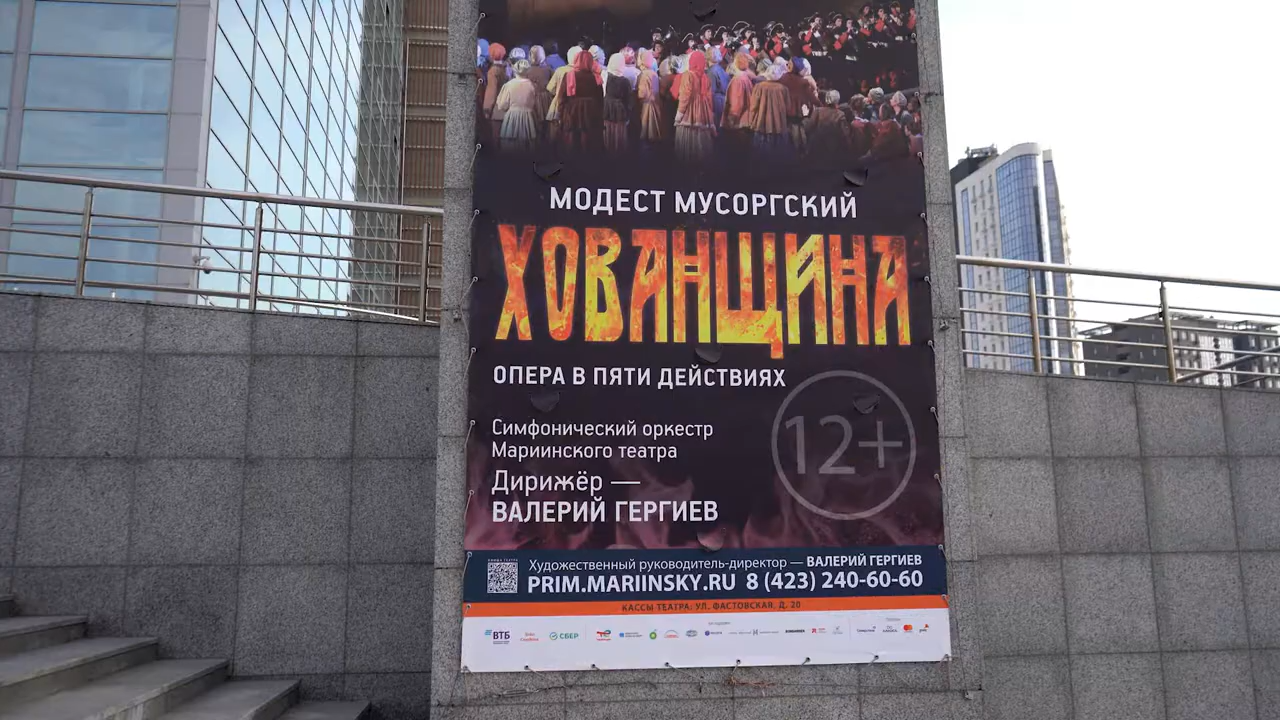 МОДЕСТ МУСОРГСКИЙ
ХОВАНЩИНА
ОПЕРА В ПЯТИ ДЕЙСТВИЯХ
12+
Симфонический оркестр
Мариинского театра
Дирижёр —
ВАЛЕРИЙ ГЕРГИЕВ
Художественный руководитель-директор — ВАЛЕРИЙ ГЕРГИЕВ
PRIM.MARIINSKY.RU 8 (423) 240-60-60
КАССЫ ТЕАТРА: УЛ. ФАСТОВСКАЯ, Д. 20
ВТБ СБЕР